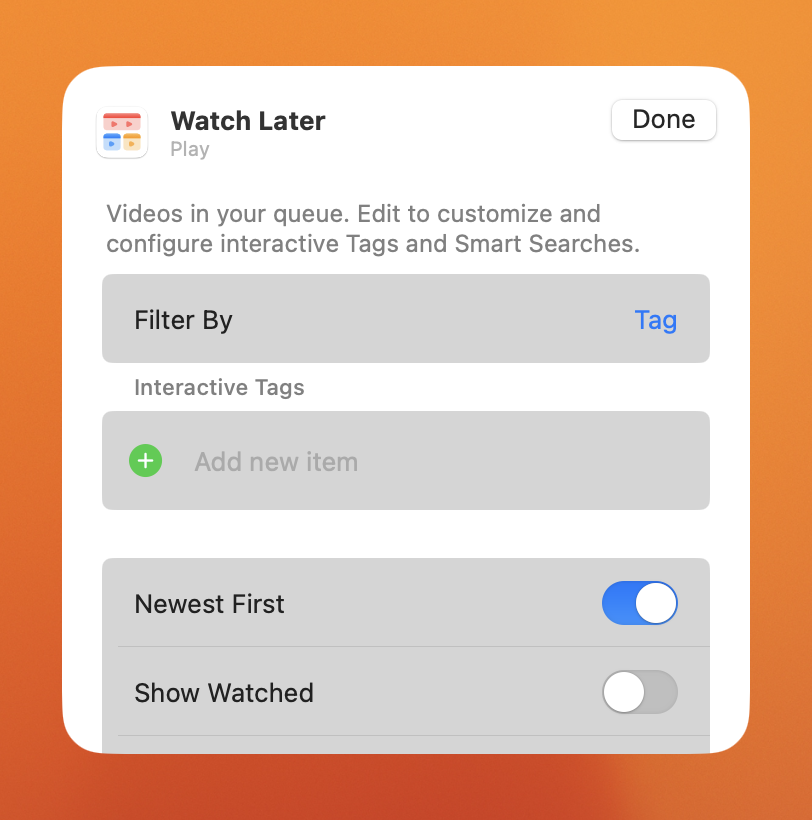 Watch Later
Done
Play
Videos in your queue. Edit to customize and
configure interactive Tags and Smart Searches.
Filter By
Tag
Interactive Tags
Add new item
Newest First
Show Watched